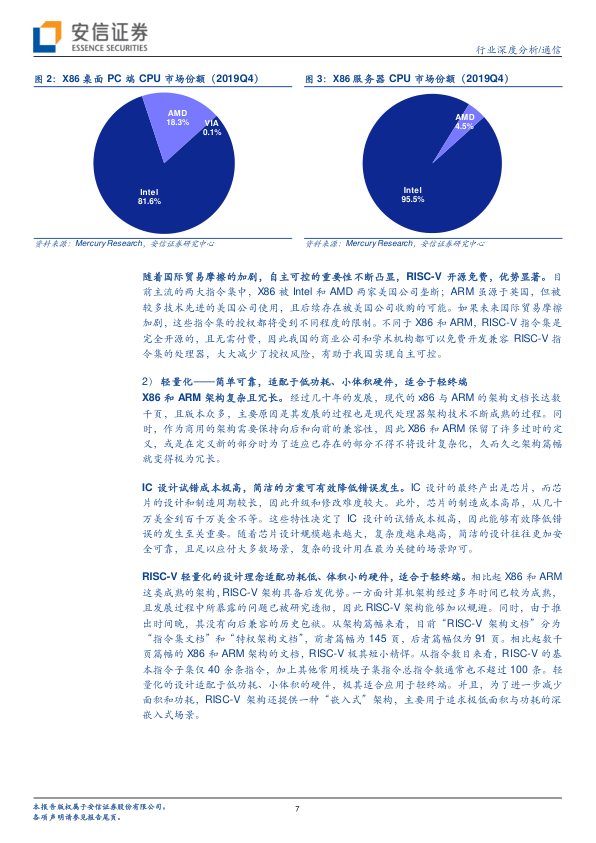 安信证券
ESSENCE SECURITIES
行业深度分析/通信
图 2：X86 桌面 PC 端 CPU 市场份额（2019Q4）
AMD
18.3%
VIA
0.1%
Intel
81.6%
资料来源：Mercury Research，安信证券研究中心
图 3：X86 服务器 CPU 市场份额（2019Q4）
AMD
4.5%
Intel
95.5%
资料来源：Mercury Research，安信证券研究中心
随着国际贸易摩擦的加剧，自主可控的重要性不断凸显，RISC-V 开源免费，优势显著。目
前主流的两大指令集中，X86 被 Intel 和 AMD 两家美国公司垄断；ARM 虽源于英国，但被
较多技术先进的美国公司使用，且后续存在被美国公司收购的可能。如果未来国际贸易摩擦
加剧，这些指令集的授权都将受到不同程度的限制。不同于 X86 和 ARM，RISC-V 指令集是
完全开源的，且无需付费，因此我国的商业公司和学术机构都可以免费开发兼容 RISC-V 指
令集的处理器，大大减少了授权风险，有助于我国实现自主可控。
2） 轻量化——简单可靠，适配于低功耗、小体积硬件，适合于轻终端
X86 和 ARM 架构复杂且冗长。经过几十年的发展，现代的 x86 与 ARM 的架构文档长达数
千页，且版本众多，主要原因是其发展的过程也是现代处理器架构技术不断成熟的过程。同
时，作为商用的架构需要保持向后和向前的兼容性，因此 X86 和 ARM 保留了许多过时的定
义，或是在定义新的部分时为了适应已存在的部分不得不将设计复杂化，久而久之架构篇幅
就变得极为冗长。
IC 设计试错成本极高，简洁的方案可有效降低错误发生。IC 设计的最终产出是芯片，而芯
片的设计和制造周期较长，因此升级和修改难度较大。此外，芯片的制造成本高昂，从几十
万美金到百千万美金不等。这些特性决定了 IC 设计的试错成本极高，因此能够有效降低错
误的发生至关重要。随着芯片设计规模越来越大，复杂度越来越高，简洁的设计往往更加安
全可靠，且足以应付大多数场景，复杂的设计用在最为关键的场景即可。
RISC-V 轻量化的设计理念适配功耗低、体积小的硬件，适合于轻终端。相比起 X86 和 ARM
这类成熟的架构，RISC-V 架构具备后发优势。一方面计算机架构经过多年时间已较为成熟，
且发展过程中所暴露的问题已被研究透彻，因此 RISC-V 架构能够加以规避。同时，由于推
出时间晚，其没有向后兼容的历史包袱。从架构篇幅来看，目前“RISC-V 架构文档”分为
“指令集文档”和“特权架构文档”，前者篇幅为 145 页，后者篇幅仅为 91 页。相比起数千
页篇幅的 X86 和 ARM 架构的文档，RISC-V 极其短小精悍。从指令数目来看，RISC-V 的基
本指令子集仅 40 余条指令，加上其他常用模块子集指令总指令数通常也不超过 100 条。轻
量化的设计适配于低功耗、小体积的硬件，极其适合应用于轻终端。并且，为了进一步减少
面积和功耗，RISC-V 架构还提供一种“嵌入式”架构，主要用于追求极低面积与功耗的深
嵌入式场景。
本报告版权属于安信证券股份有限公司。
各项声明请参见报告尾页。
7